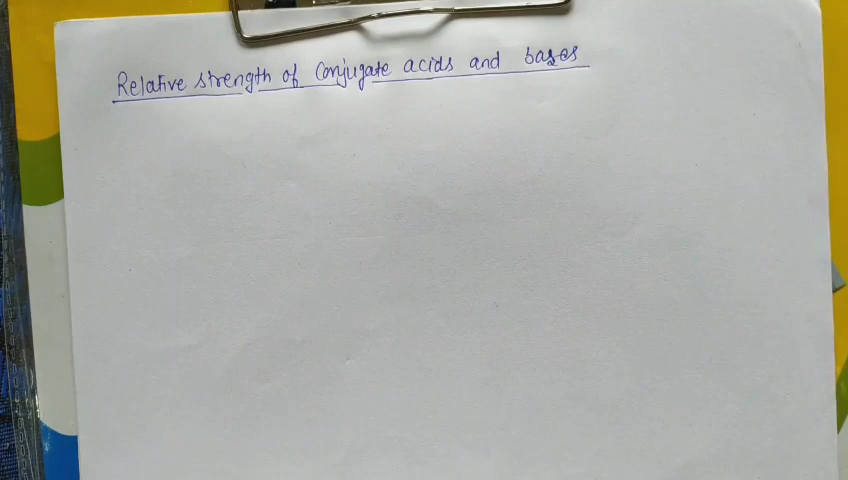 Relative strength of Conjugate acids and bases